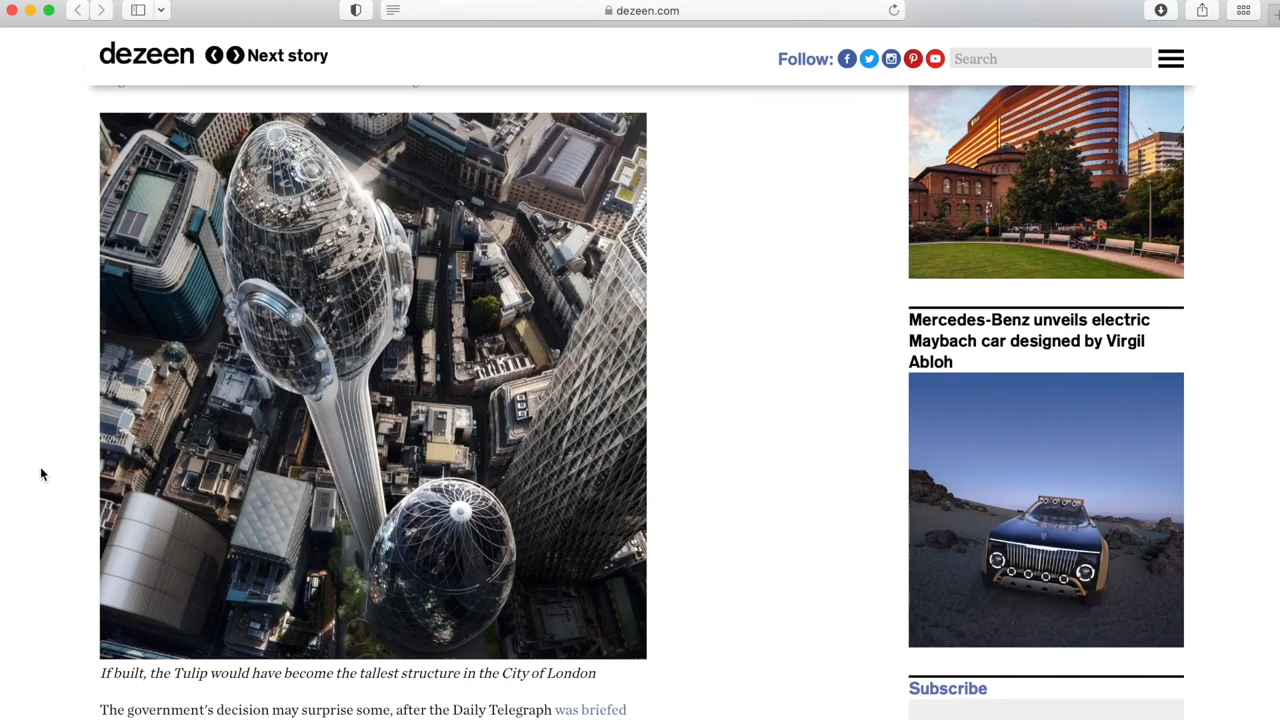 dezeen.com
dezeen
Next story
Follow:
Search
Mercedes-Benz unveils electric
Maybach car designed by Virgil
Abloh
If built, the Tulip would have become the tallest structure in the City of London
The government's decision may surprise some, after the Daily Telegraph was briefed
Subscribe